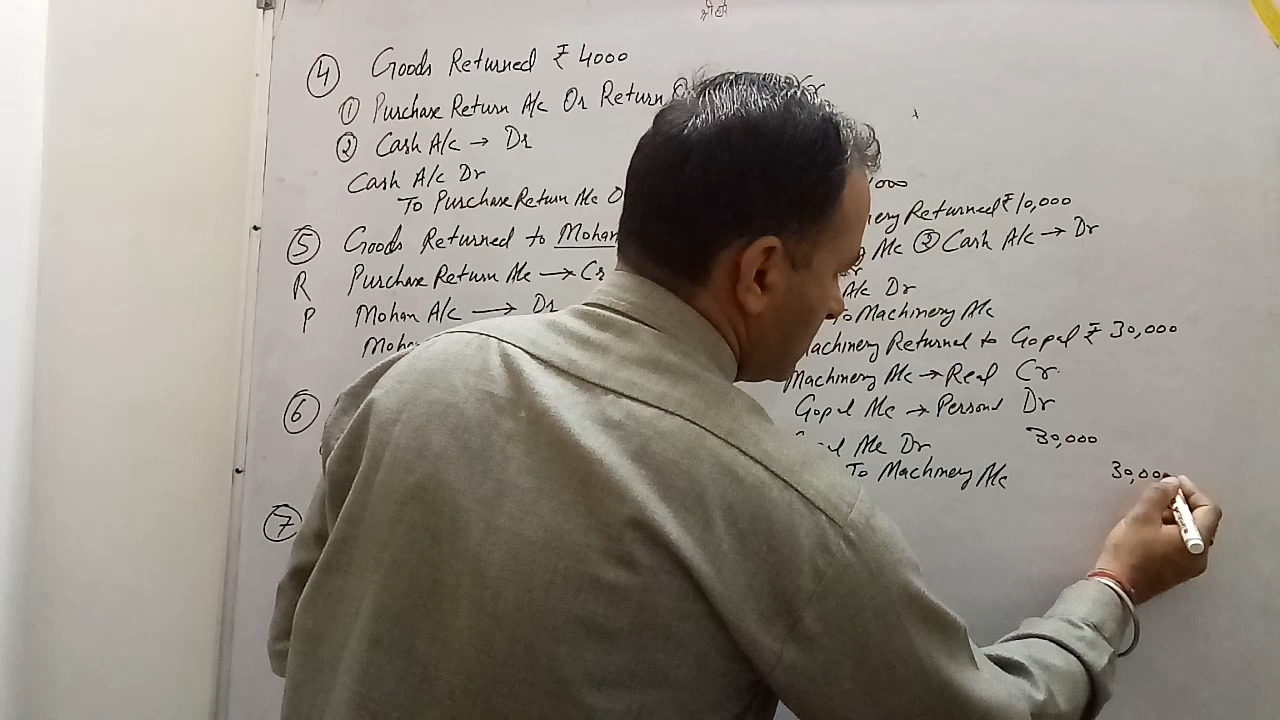 श्री हरि
④ Goods Returned ₹ 4000
① Purchase Return A/c Or Return
② Cash A/c → Dr
Cash A/c Dr
To Purchase Return A/c O
⑤ Goods Returned to Mohan
R Purchase Return A/c → Cr
P Mohan A/c → Dr
Moha
⑥
⑦
000
ery Returned ₹ 10,000
A/c ② Cash A/c → Dr
A/c Dr
To Machinery A/c
achinery Returned to Gopal ₹ 30,000
Machinery A/c → Real Cr
Gopal A/c → Personal Dr
A/c Dr 30,000
To Machinery A/c 30,000